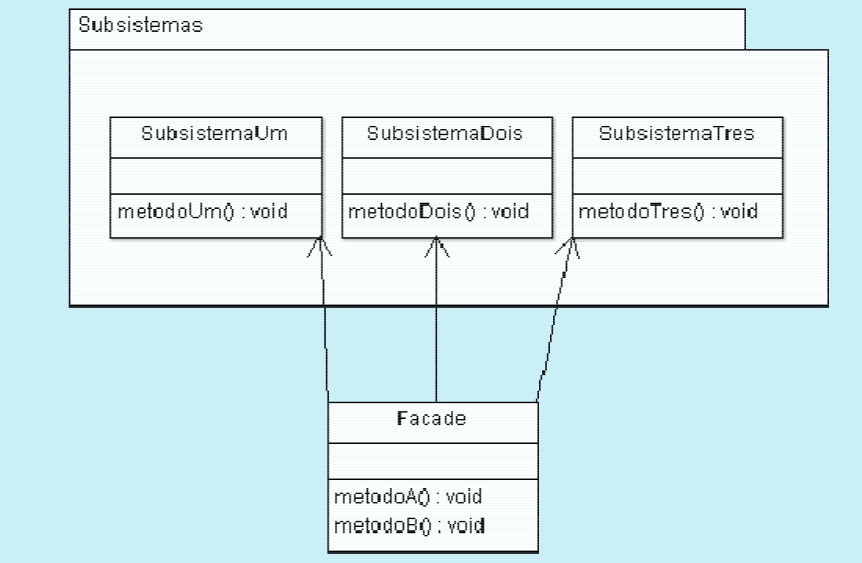 Subsistemas
SubsistemaUm
SubsistemaDois
SubsistemaTres
metodoUm() : void
metodoDois() : void
metodoTres() : void
Facade
metodoA() : void
metodoB() : void